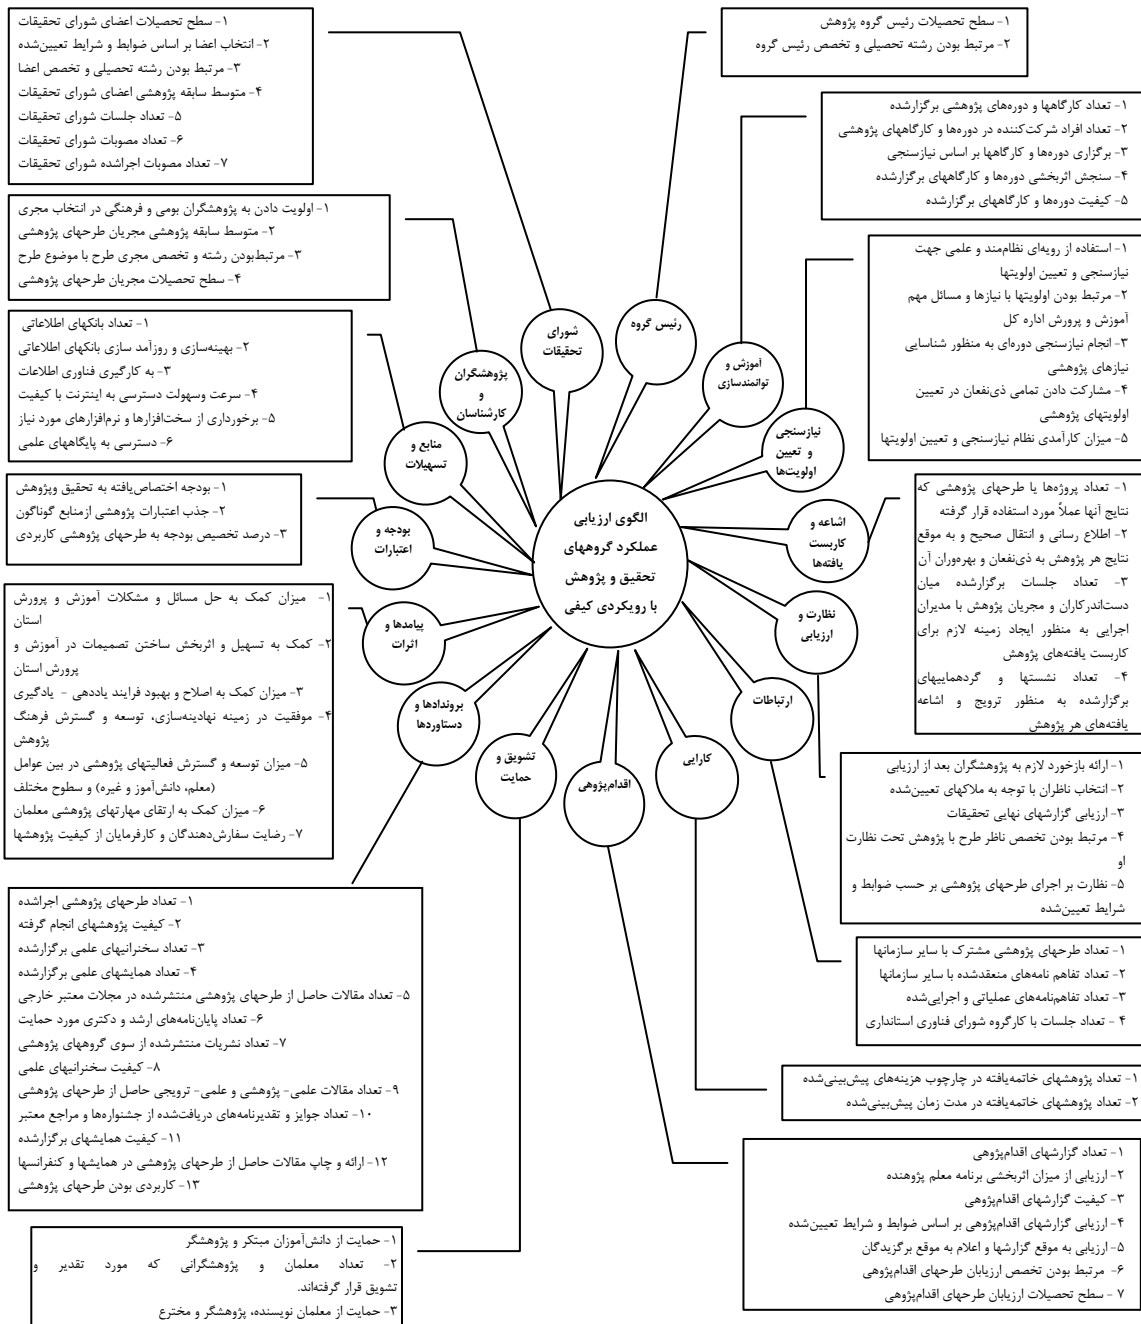 ۱- سطح تحصیلات رئیس گروه پژوهش
۲- مرتبط بودن رشته تحصیلی و تخصص رئیس گروه
۱- تعداد کارگاهها و دوره‌های پژوهشی برگزارشده
۲- تعداد افراد شرکت‌کننده در دوره‌ها و کارگاههای پژوهشی
۳- برگزاری دوره‌ها و کارگاهها بر اساس نیازسنجی
۴- سنجش اثربخشی دوره‌ها و کارگاههای برگزارشده
۵- کیفیت دوره‌ها و کارگاههای برگزارشده
۱- استفاده از رویه‌ای نظام‌مند و علمی جهت
نیازسنجی و تعیین اولویتها
۲- مرتبط بودن اولویتها با نیازها و مسائل مهم
آموزش و پرورش اداره کل
۳- انجام نیازسنجی دوره‌ای به منظور شناسایی
نیازهای پژوهشی
۴- مشارکت دادن تمامی ذی‌نفعان در تعیین
اولویتهای پژوهشی
۵- میزان کارآمدی نظام نیازسنجی و تعیین اولویتها
۱- تعداد پروژه‌ها یا طرحهای پژوهشی که
نتایج آنها عملاً مورد استفاده قرار گرفته
۲- اطلاع رسانی و انتقال صحیح و به موقع
نتایج هر پژوهش به ذی‌نفعان و بهره‌وران آن
۳- تعداد جلسات برگزارشده میان
دست‌اندرکاران و مجریان پژوهش با مدیران
اجرایی به منظور ایجاد زمینه لازم برای
کاربست یافته‌های پژوهش
۴- تعداد نشستها و گردهماییهای
برگزارشده به منظور ترویج و اشاعه
یافته‌های هر پژوهش
۱- ارائه بازخورد لازم به پژوهشگران بعد از ارزیابی
۲- انتخاب ناظران با توجه به ملاکهای تعیین‌شده
۳- ارزیابی گزارشهای نهایی تحقیقات
۴- مرتبط بودن تخصص ناظر طرح با پژوهش تحت نظارت
او
۵- نظارت بر اجرای طرحهای پژوهشی بر حسب ضوابط و
شرایط تعیین‌شده
۱- تعداد طرحهای پژوهشی مشترک با سایر سازمانها
۲- تعداد تفاهم نامه‌های منعقدشده با سایر سازمانها
۳- تعداد تفاهم‌نامه‌های عملیاتی و اجرایی‌شده
۴ - تعداد جلسات با کارگروه شورای فناوری استانداری
۱- تعداد پژوهشهای خاتمه‌یافته در چارچوب هزینه‌های پیش‌بینی‌شده
۲- تعداد پژوهشهای خاتمه‌یافته در مدت زمان پیش‌بینی‌شده
۱- تعداد گزارشهای اقدام‌پژوهی
۲- ارزیابی از میزان اثربخشی برنامه معلم پژوهنده
۳- کیفیت گزارشهای اقدام‌پژوهی
۴- ارزیابی گزارشهای اقدام‌پژوهی بر اساس ضوابط و شرایط تعیین‌شده
۵- ارزیابی به موقع گزارشها و اعلام به موقع برگزیدگان
۶- مرتبط بودن تخصص ارزیابان طرحهای اقدام‌پژوهی
۷ - سطح تحصیلات ارزیابان طرحهای اقدام‌پژوهی
رئیس گروه
آموزش و
توانمندسازی
نیازسنجی
و تعیین
اولویت‌ها
اشاعه و
کاربست
یافته‌ها
نظارت و
ارزیابی
ارتباطات
کارایی
اقدام‌پژوهی
تشویق و
حمایت
بروندادها و
دستاوردها
پیامدها و
اثرات
بودجه و
اعتبارات
منابع و
تسهیلات
پژوهشگران
و
کارشناسان
شورای
تحقیقات
الگوی ارزیابی
عملکرد گروههای
تحقیق و پژوهش
با رویکردی کیفی
۱- سطح تحصیلات اعضای شورای تحقیقات
۲- انتخاب اعضا بر اساس ضوابط و شرایط تعیین‌شده
۳- مرتبط بودن رشته تحصیلی و تخصص اعضا
۴- متوسط سابقه پژوهشی اعضای شورای تحقیقات
۵- تعداد جلسات شورای تحقیقات
۶- تعداد مصوبات شورای تحقیقات
۷- تعداد مصوبات اجراشده شورای تحقیقات
۱- اولویت دادن به پژوهشگران بومی و فرهنگی در انتخاب مجری
۲- متوسط سابقه پژوهشی مجریان طرحهای پژوهشی
۳- مرتبط‌بودن رشته و تخصص مجری طرح با موضوع طرح
۴- سطح تحصیلات مجریان طرحهای پژوهشی
۱- تعداد بانکهای اطلاعاتی
۲- بهینه‌سازی و روزآمد سازی بانکهای اطلاعاتی
۳- به کارگیری فناوری اطلاعات
۴- سرعت وسهولت دسترسی به اینترنت با کیفیت
۵- برخورداری از سخت‌افزارها و نرم‌افزارهای مورد نیاز
۶- دسترسی به پایگاههای علمی
۱- بودجه اختصاص‌یافته به تحقیق وپژوهش
۲- جذب اعتبارات پژوهشی ازمنابع گوناگون
۳- درصد تخصیص بودجه به طرحهای پژوهشی کاربردی
۱- میزان کمک به حل مسائل و مشکلات آموزش و پرورش
استان
۲- کمک به تسهیل و اثربخش ساختن تصمیمات در آموزش و
پرورش استان
۳- میزان کمک به اصلاح و بهبود فرایند یاددهی - یادگیری
۴- موفقیت در زمینه نهادینه‌سازی، توسعه و گسترش فرهنگ
پژوهش
۵- میزان توسعه و گسترش فعالیتهای پژوهشی در بین عوامل
(معلم، دانش‌آموز و غیره) و سطوح مختلف
۶- میزان کمک به ارتقای مهارتهای پژوهشی معلمان
۷- رضایت سفارش‌دهندگان و کارفرمایان از کیفیت پژوهشها
۱- تعداد طرحهای پژوهشی اجراشده
۲- کیفیت پژوهشهای انجام گرفته
۳- تعداد سخنرانیهای علمی برگزارشده
۴- تعداد همایشهای علمی برگزارشده
۵- تعداد مقالات حاصل از طرحهای پژوهشی منتشرشده در مجلات معتبر خارجی
۶- تعداد پایان‌نامه‌های ارشد و دکتری مورد حمایت
۷- تعداد نشریات منتشرشده از سوی گروههای پژوهشی
۸- کیفیت سخنرانیهای علمی
۹- تعداد مقالات علمی- پژوهشی و علمی- ترویجی حاصل از طرحهای پژوهشی
۱۰- تعداد جوایز و تقدیرنامه‌های دریافت‌شده از جشنواره‌ها و مراجع معتبر
۱۱- کیفیت همایشهای برگزارشده
۱۲- ارائه و چاپ مقالات حاصل از طرحهای پژوهشی در همایشها و کنفرانسها
۱۳- کاربردی بودن طرحهای پژوهشی
۱- حمایت از دانش‌آموزان مبتکر و پژوهشگر
۲- تعداد معلمان و پژوهشگرانی که مورد تقدیر و
تشویق قرار گرفته‌اند.
۳- حمایت از معلمان نویسنده، پژوهشگر و مخترع